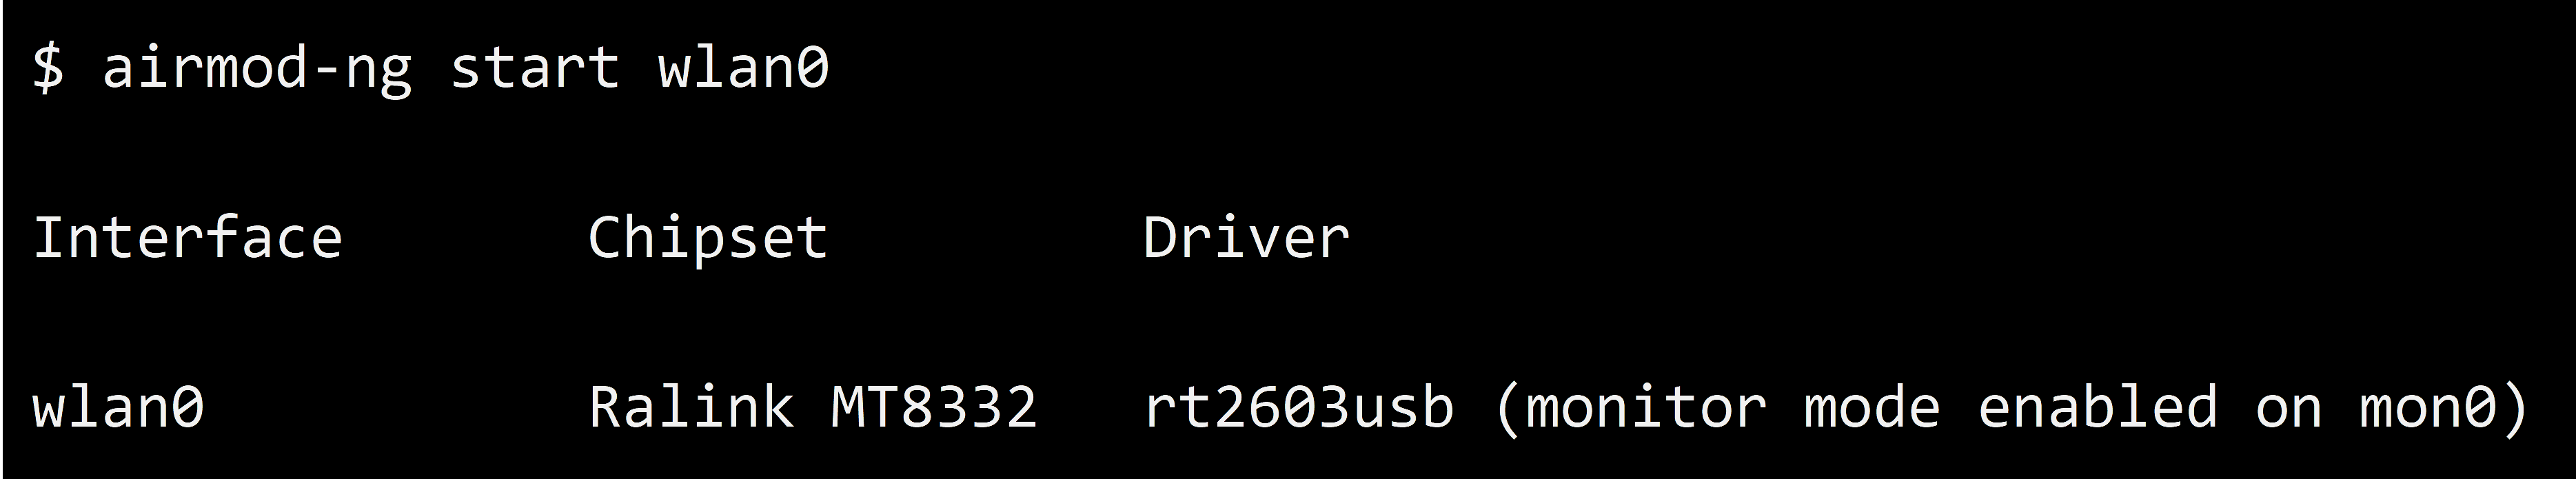 $ airmod-ng start wlan0
Interface Chipset Driver
wlan0 Ralink MT8332 rt2603usb (monitor mode enabled on mon0)